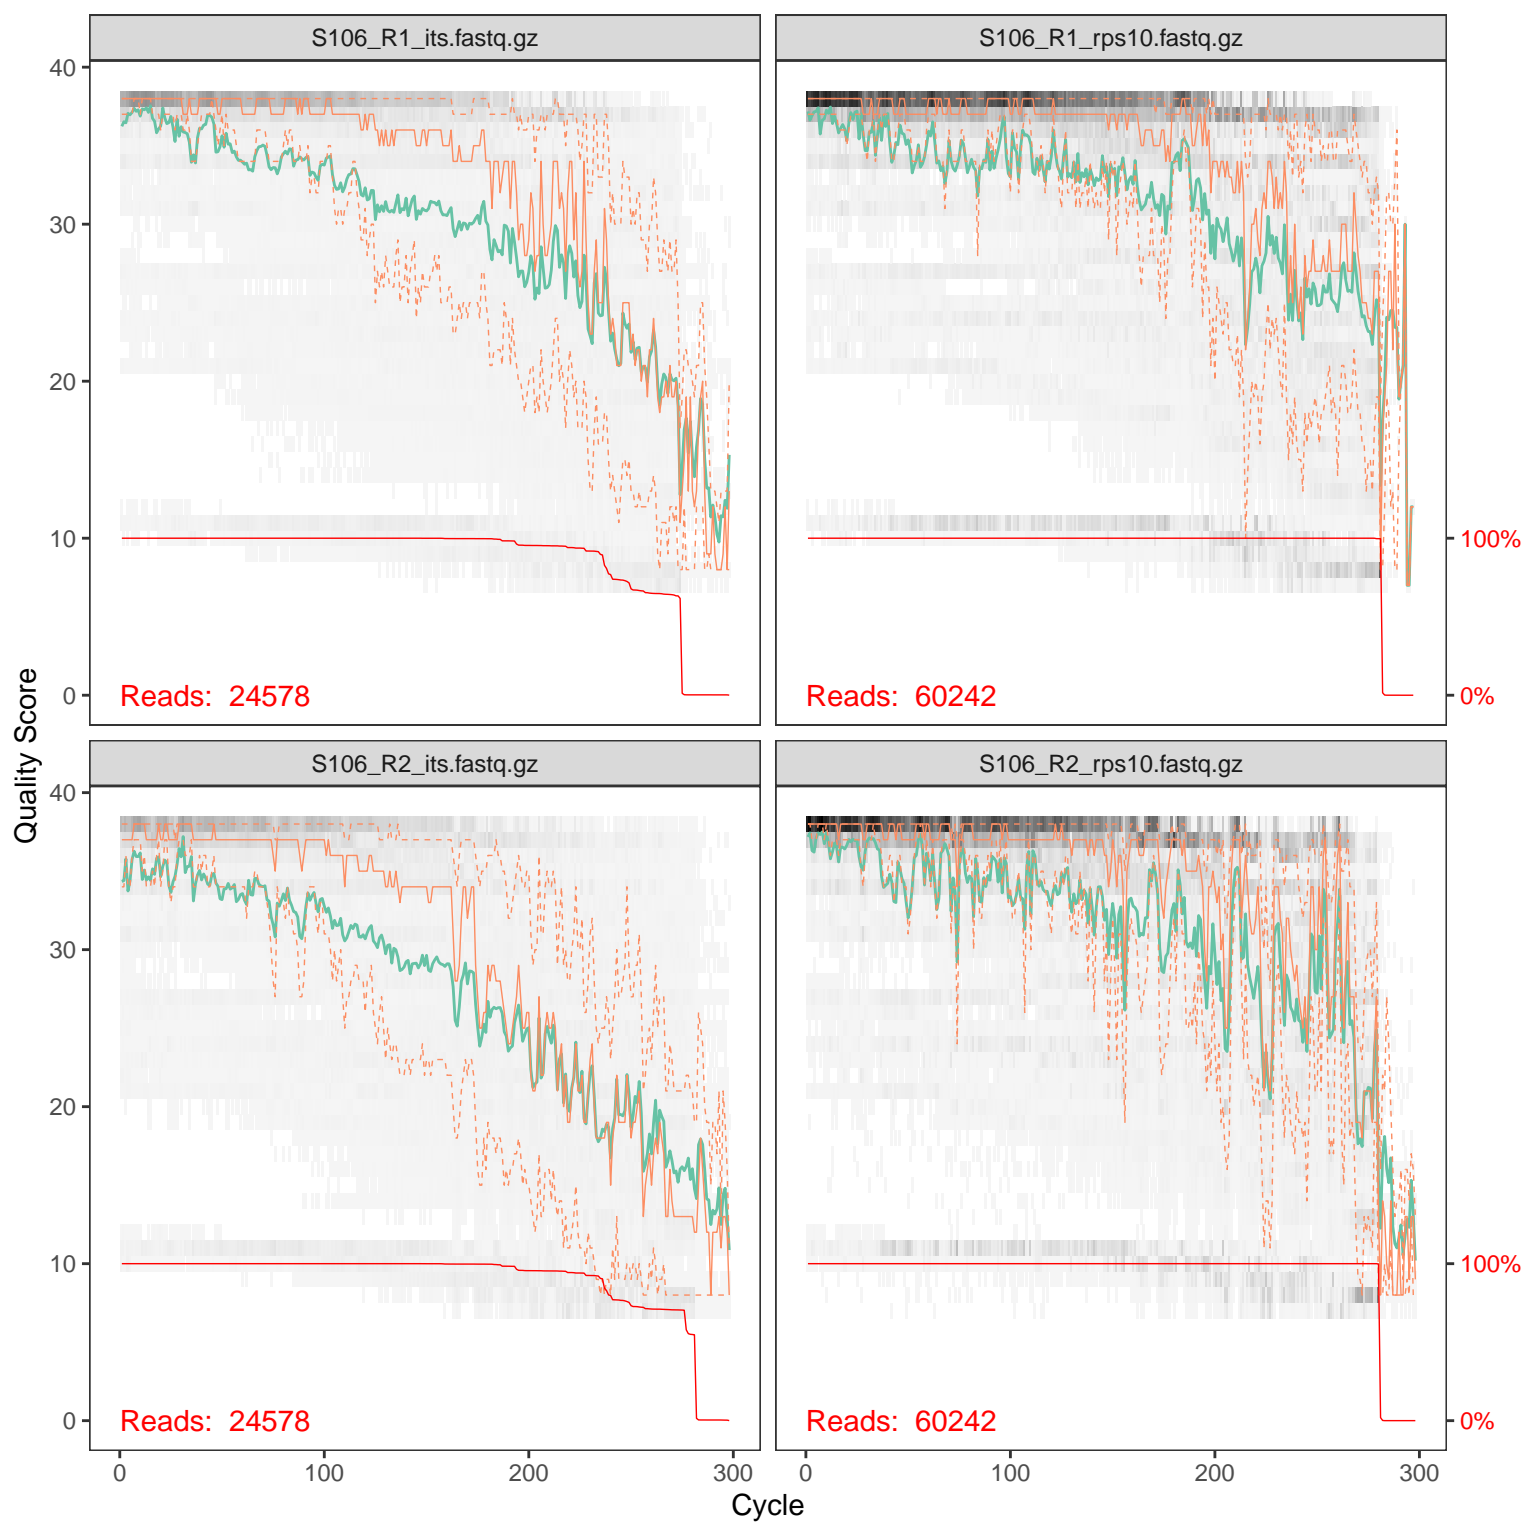 S106_R1_its.fastq.gz
S106_R1_rps10.fastq.gz
40
30
20
10
0
Reads: 24578
Reads: 60242
100%
0%
Quality Score
S106_R2_its.fastq.gz
S106_R2_rps10.fastq.gz
40
30
20
10
0
Reads: 24578
Reads: 60242
100%
0%
0 100 200 300
0 100 200 300
Cycle